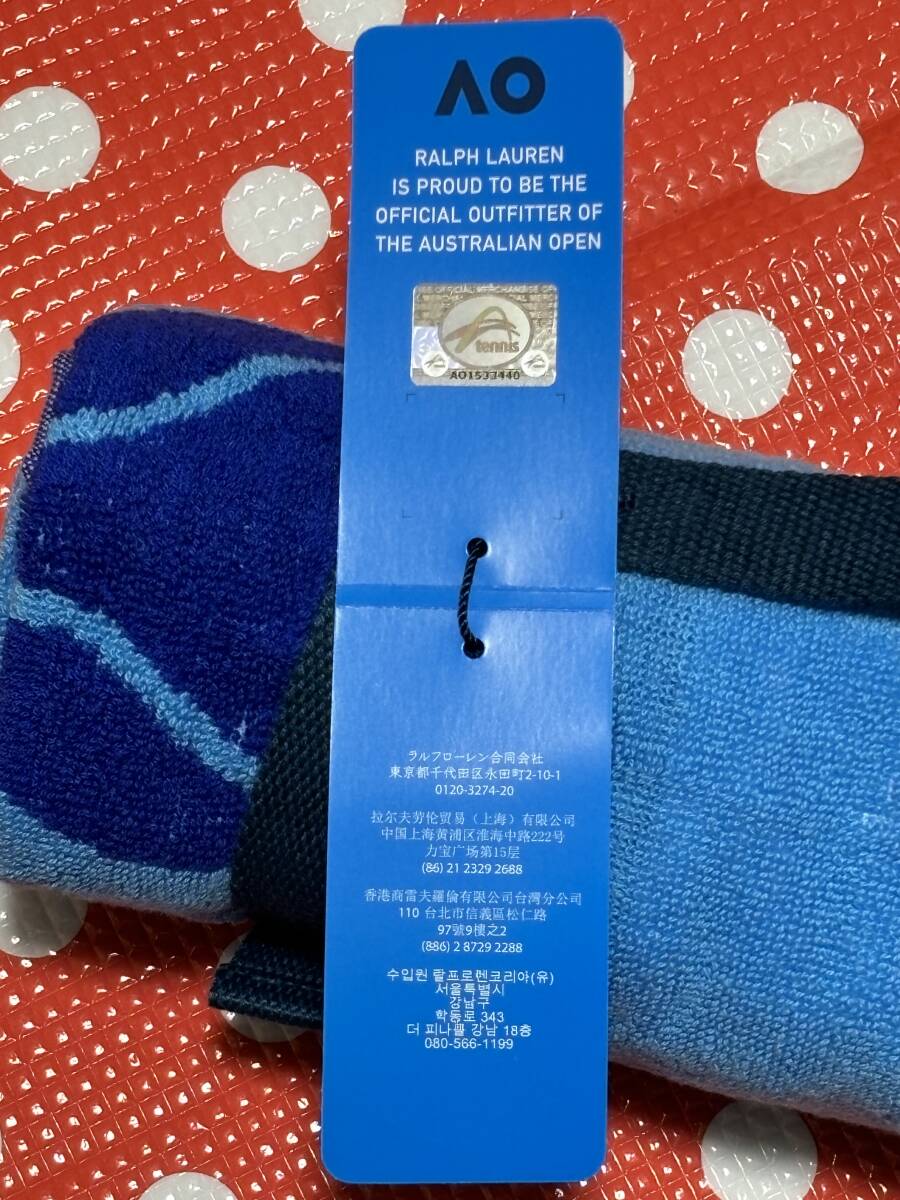 AO
RALPH LAUREN
IS PROUD TO BE THE
OFFICIAL OUTFITTER OF
THE AUSTRALIAN OPEN
tennis
AO1533440
ラルフローレン合同会社
東京都千代田区永田町2-10-1
0120-3274-20
拉尔夫劳伦贸易（上海）有限公司
中国上海黄浦区淮海中路222号
力宝广场第15层
(86) 21 2329 2688
香港商雷夫羅倫有限公司台灣分公司
110 台北市信義區松仁路
97號9樓之2
(886) 2 8729 2288
수입원 랄프로렌코리아(유)
서울특별시
강남구
학동로 343
더 피나클 강남 18층
080-566-1199